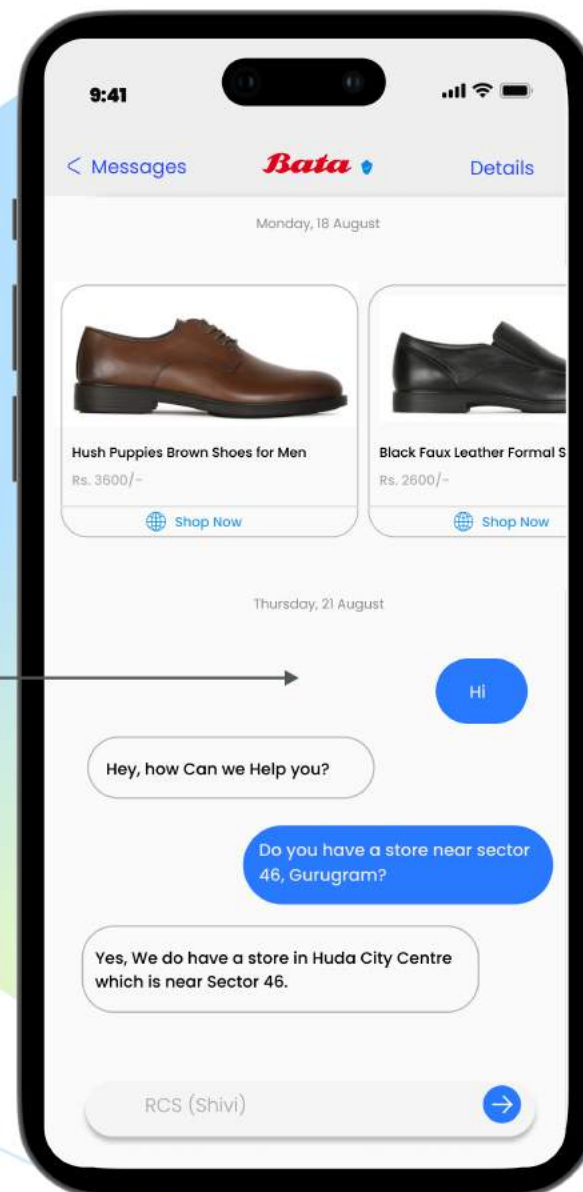 9:41
Messages
Bata
Details
Monday, 18 August
Hush Puppies Brown Shoes for Men
Rs. 3600/-
Shop Now
Black Faux Leather Formal S
Rs. 2600/-
Shop Now
Thursday, 21 August
Hi
Hey, how Can we Help you?
Do you have a store near sector
46, Gurugram?
Yes, We do have a store in Huda City Centre
which is near Sector 46.
RCS (Shivi)